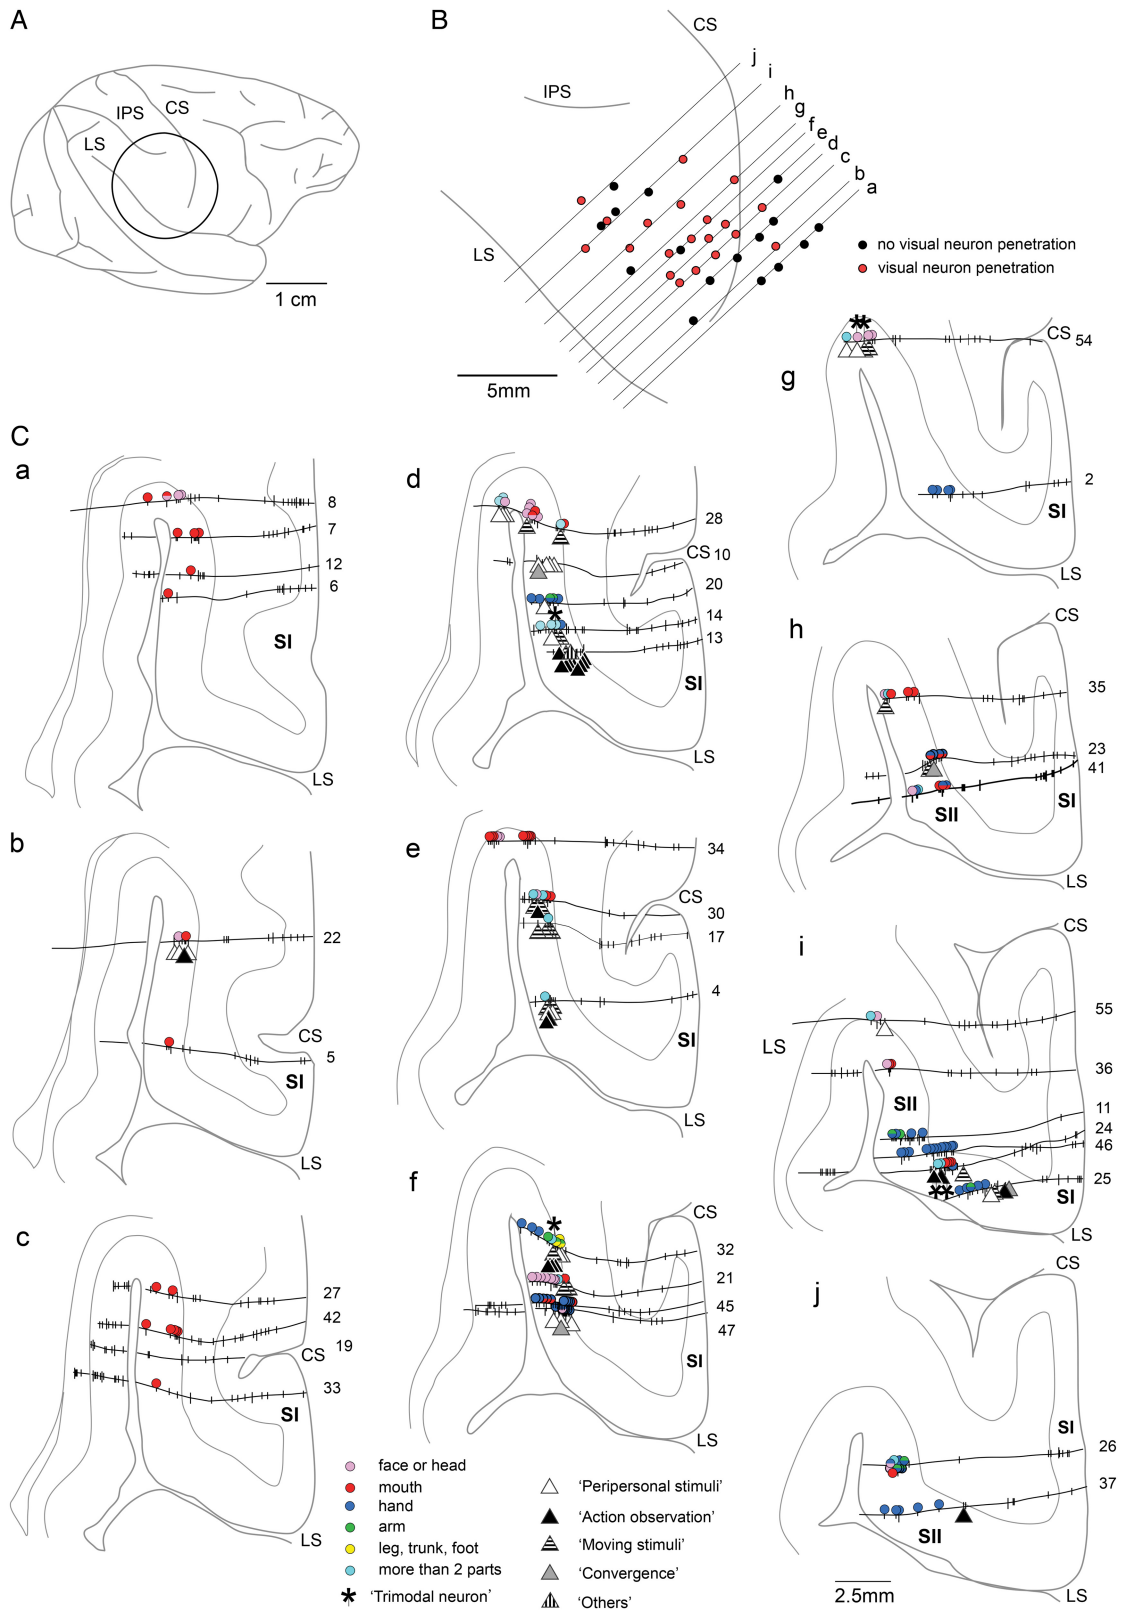 A
IPS
CS
LS
1 cm
B
CS
IPS
LS
j
i
h
g
f
e
d
c
b
a
no visual neuron penetration
visual neuron penetration
5mm
C
a
8
7
12
6
SI
LS
b
22
CS
5
SI
LS
c
27
42
19
CS
33
SI
LS
d
28
CS 10
20
14
13
SI
LS
e
34
CS
30
17
4
SI
LS
f
CS
32
21
45
47
SI
LS
g
CS 54
2
SI
LS
h
CS
35
23
41
SII
SI
LS
i
CS
55
LS
36
SII
11
24
46
25
SI
LS
j
CS
SI
26
37
SII
LS
2.5mm
face or head
mouth
hand
arm
leg, trunk, foot
more than 2 parts
* 'Trimodal neuron'
'Peripersonal stimuli'
'Action observation'
'Moving stimuli'
'Convergence'
'Others'